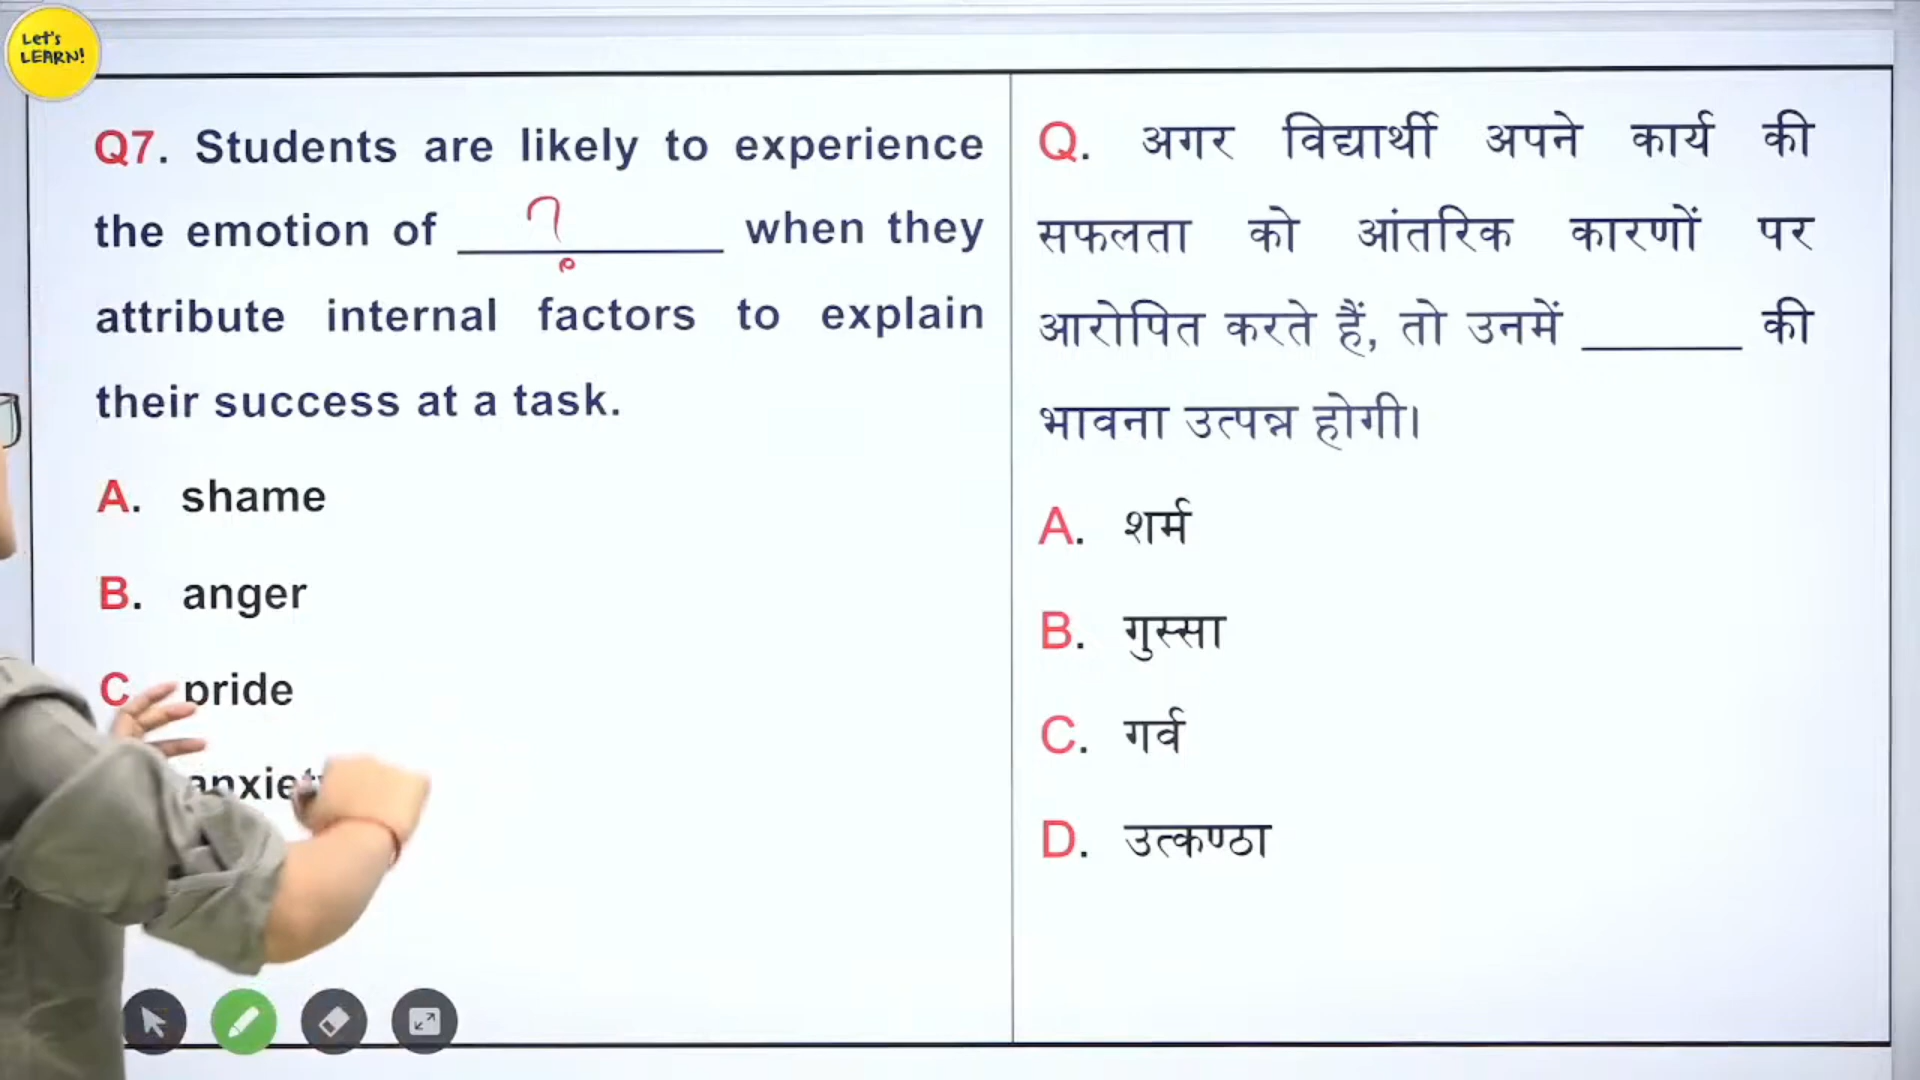 Let's
LEARN!
Q7. Students are likely to experience
the emotion of ? when they
attribute internal factors to explain
their success at a task.
A. shame
B. anger
C. pride
anxiety
Q. अगर विद्यार्थी अपने कार्य की
सफलता को आंतरिक कारणों पर
आरोपित करते हैं, तो उनमें ______ की
भावना उत्पन्न होगी।
A. शर्म
B. गुस्सा
C. गर्व
D. उत्कण्ठा